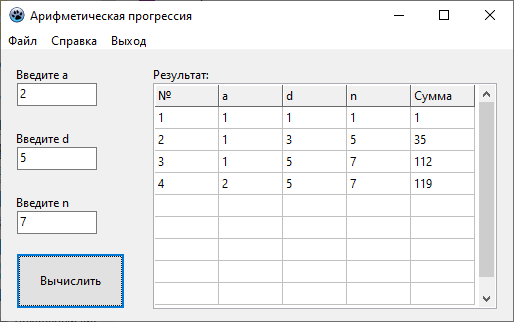 Арифметическая прогрессия
Файл Справка Выход
Введите a
2
Введите d
5
Введите n
7
Вычислить
Результат:
№ a d n Сумма
1 1 1 1 1
2 1 3 5 35
3 1 5 7 112
4 2 5 7 119